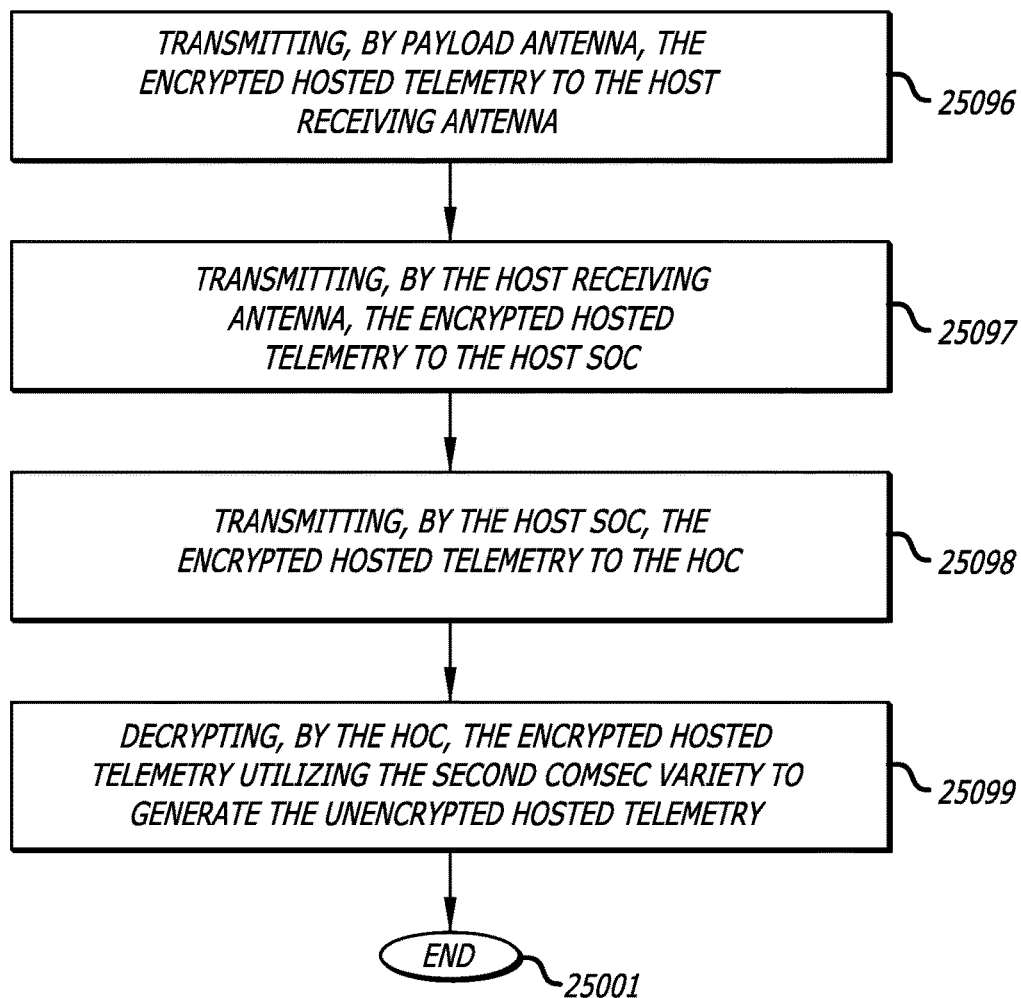 TRANSMITTING, BY PAYLOAD ANTENNA, THE
ENCRYPTED HOSTED TELEMETRY TO THE HOST
RECEIVING ANTENNA
25096
TRANSMITTING, BY THE HOST RECEIVING
ANTENNA, THE ENCRYPTED HOSTED
TELEMETRY TO THE HOST SOC
25097
TRANSMITTING, BY THE HOST SOC, THE
ENCRYPTED HOSTED TELEMETRY TO THE HOC
25098
DECRYPTING, BY THE HOC, THE ENCRYPTED HOSTED
TELEMETRY UTILIZING THE SECOND COMSEC VARIETY TO
GENERATE THE UNENCRYPTED HOSTED TELEMETRY
25099
END
25001